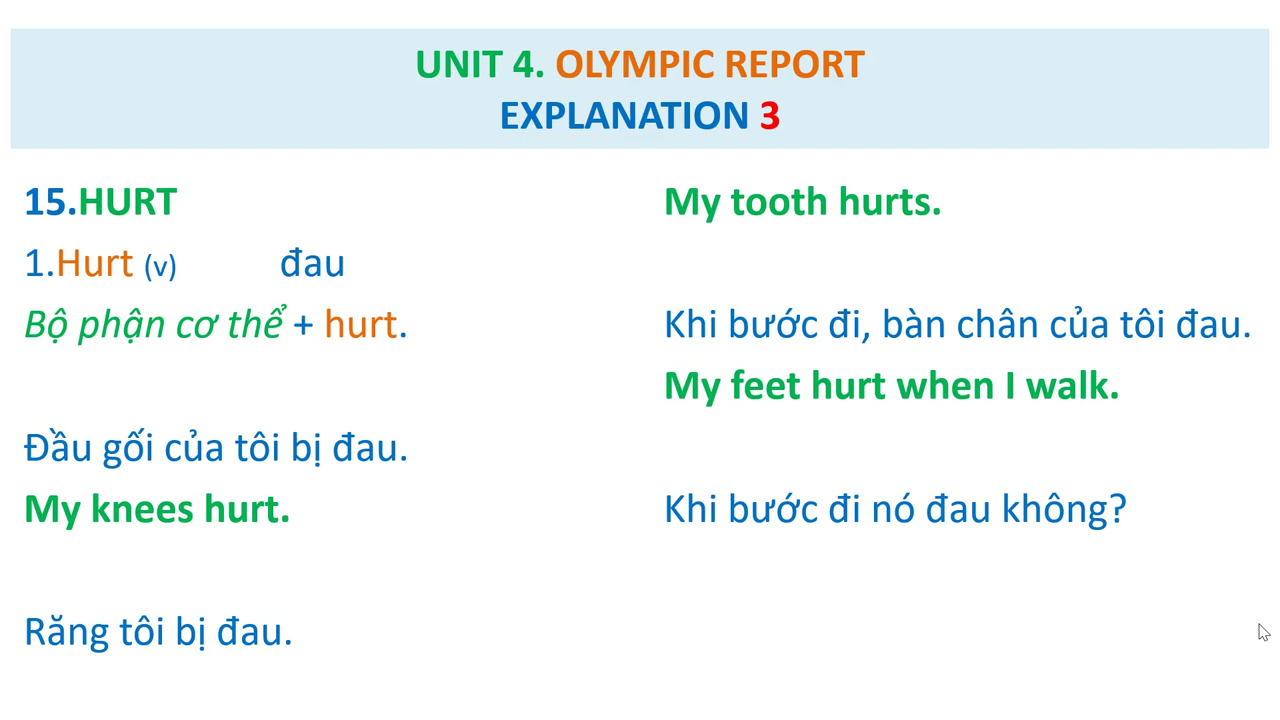 UNIT 4. OLYMPIC REPORT
EXPLANATION 3
15.HURT
1.Hurt (v) đau
Bộ phận cơ thể + hurt.
Đầu gối của tôi bị đau.
My knees hurt.
Răng tôi bị đau.
My tooth hurts.
Khi bước đi, bàn chân của tôi đau.
My feet hurt when I walk.
Khi bước đi nó đau không?